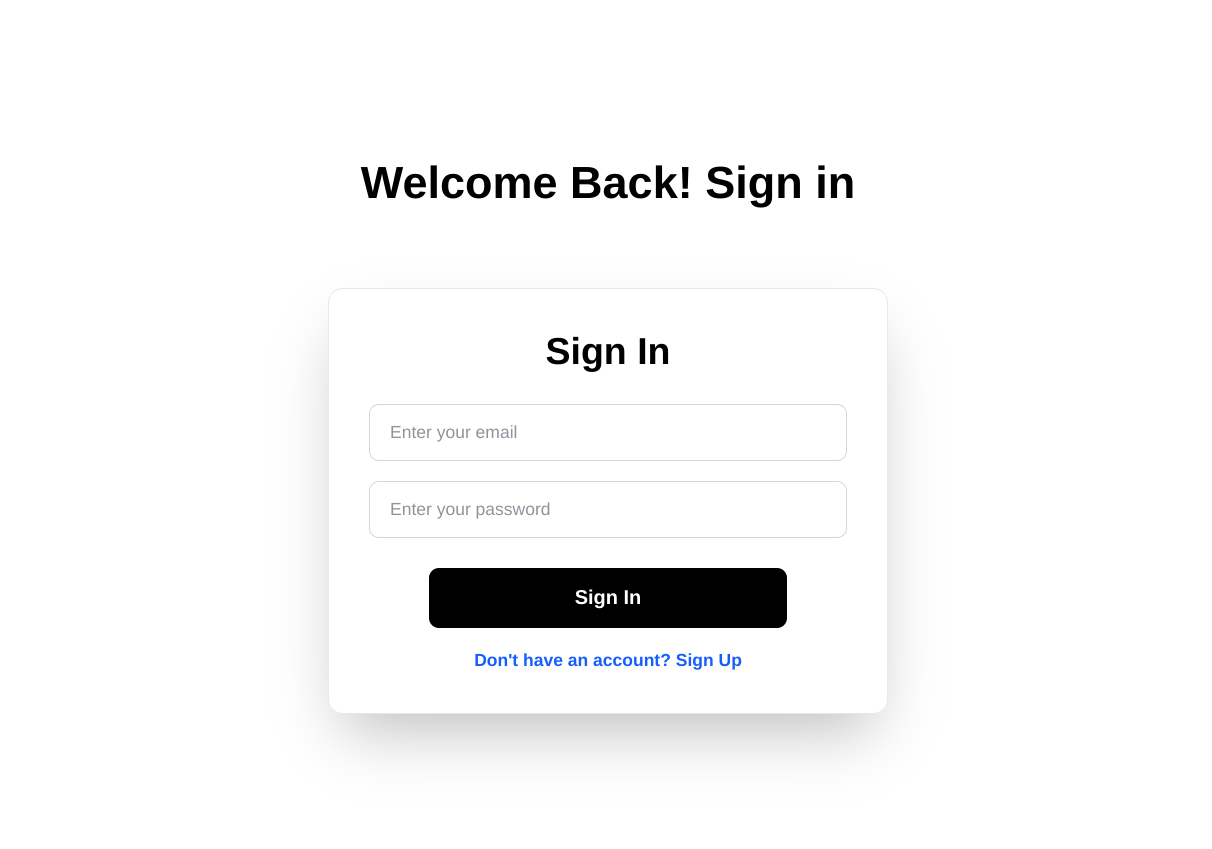 Welcome Back! Sign in
Sign In
Enter your email
Enter your password
Sign In
Don't have an account? Sign Up